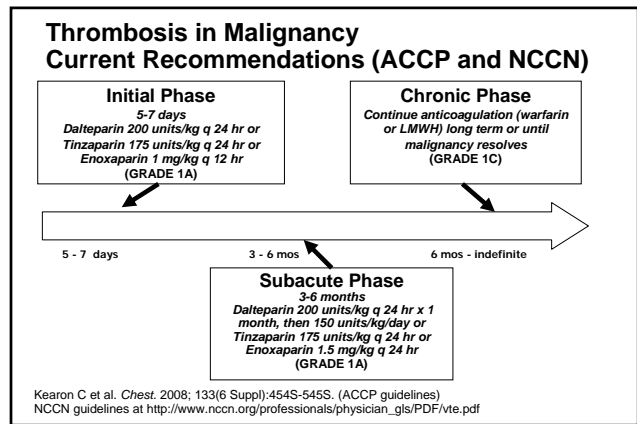 Thrombosis in Malignancy
Current Recommendations (ACCP and NCCN)
Initial Phase
5-7 days
Dalteparin 200 units/kg q 24 hr or
Tinzaparin 175 units/kg q 24 hr or
Enoxaparin 1 mg/kg q 12 hr
(GRADE 1A)
Chronic Phase
Continue anticoagulation (warfarin
or LMWH) long term or until
malignancy resolves
(GRADE 1C)
5 - 7 days
3 - 6 mos
6 mos - indefinite
Subacute Phase
3-6 months
Dalteparin 200 units/kg q 24 hr x 1
month, then 150 units/kg/day or
Tinzaparin 175 units/kg q 24 hr or
Enoxaparin 1.5 mg/kg q 24 hr
(GRADE 1A)
Kearon C et al. Chest. 2008; 133(6 Suppl):454S-545S. (ACCP guidelines)
NCCN guidelines at http://www.nccn.org/professionals/physician_gls/PDF/vte.pdf